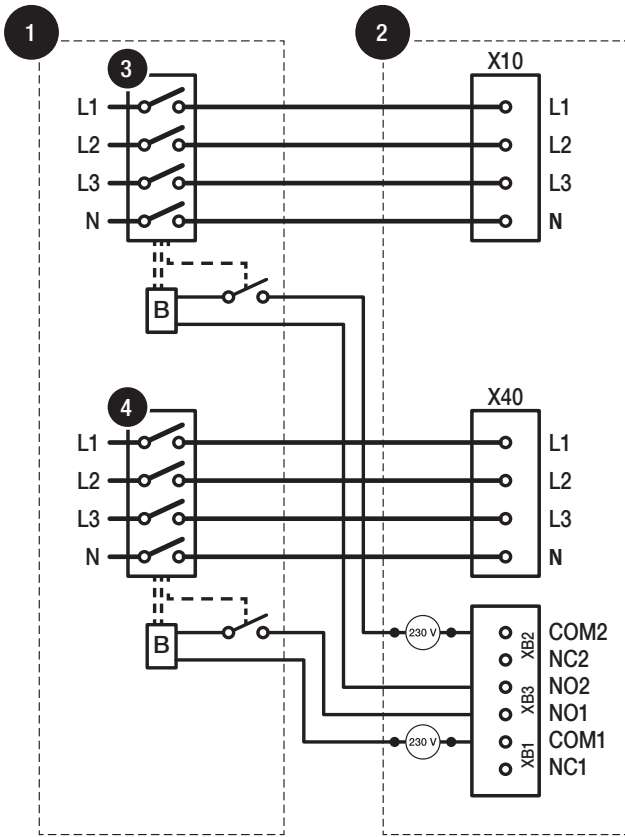 1
2
3
X10
L1 L1
L2 L2
L3 L3
N N
B
4
X40
L1 L1
L2 L2
L3 L3
N N
B
230 V
XB2
COM2
NC2
XB3
NO2
NO1
230 V
XB1
COM1
NC1